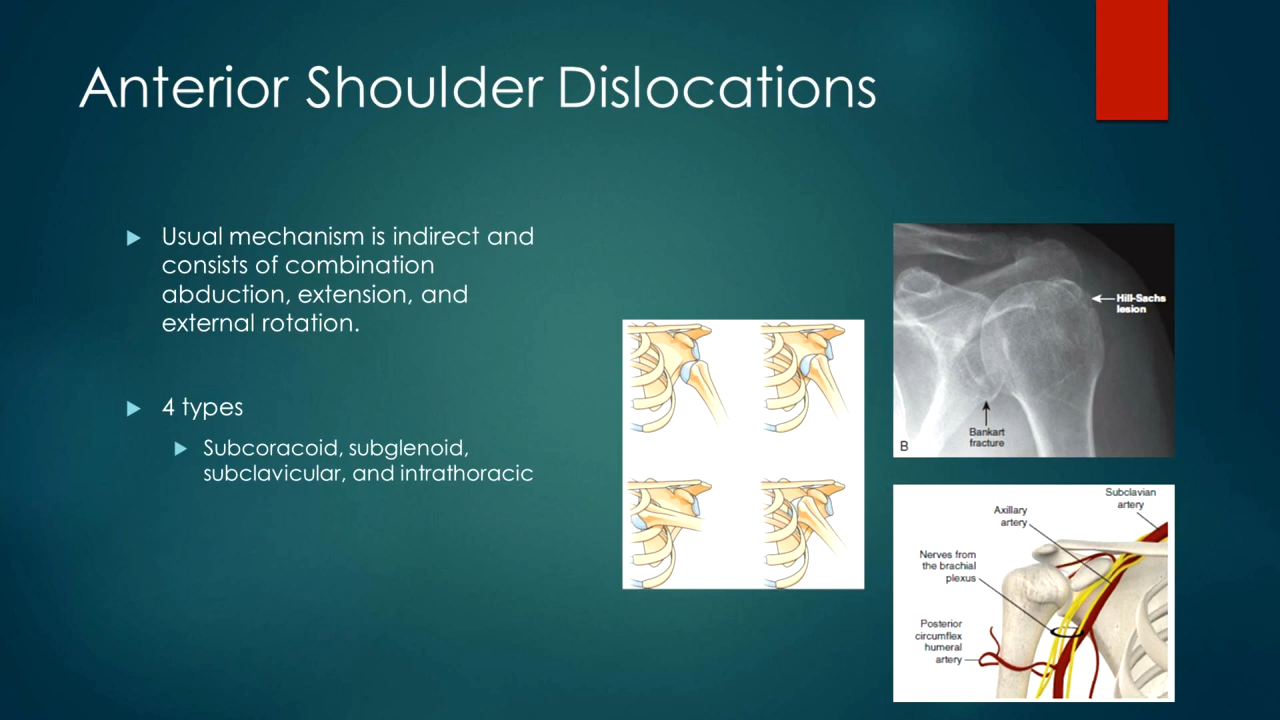 Anterior Shoulder Dislocations
Usual mechanism is indirect and
consists of combination
abduction, extension, and
external rotation.
4 types
Subcoracoid, subglenoid,
subclavicular, and intrathoracic
Hill-Sachs
lesion
Bankart
fracture
B
Subclavian
artery
Axillary
artery
Nerves from
the brachial
plexus
Posterior
circumflex
humeral
artery